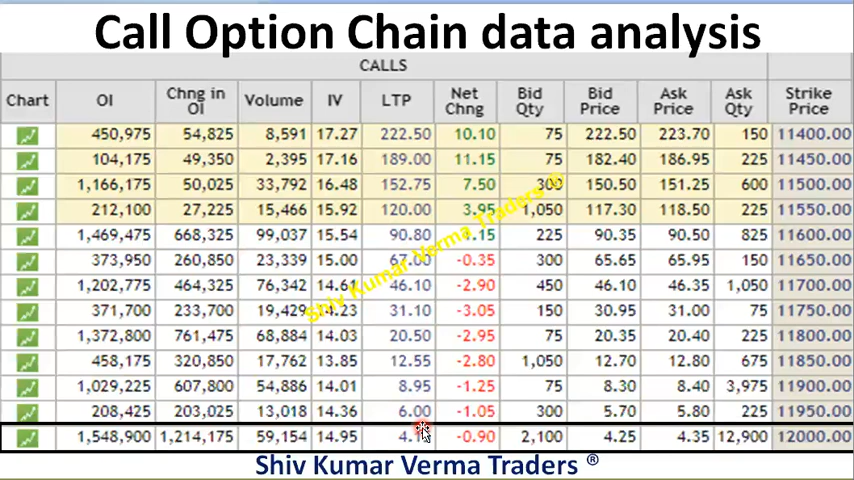 Call Option Chain data analysis
CALLS
Chart OI Chng in OI Volume IV LTP Net Chng Bid Qty Bid Price Ask Price Ask Qty Strike Price
450,975 54,825 8,591 17.27 222.50 10.10 75 222.50 223.70 150 11400.00
104,175 49,350 2,395 17.16 189.00 11.15 75 182.40 186.95 225 11450.00
1,166,175 50,025 33,792 16.48 152.75 7.50 300 150.50 151.25 600 11500.00
212,100 27,225 15,466 15.92 120.00 3.95 1,050 117.30 118.50 225 11550.00
1,469,475 668,325 99,037 15.54 90.80 225 90.35 90.50 825 11600.00
373,950 260,850 23,339 15.00 67.00 -0.35 300 65.65 65.95 150 11650.00
1,202,775 464,325 76,342 14.61 46.10 -2.90 450 46.10 46.35 1,050 11700.00
371,700 233,700 19,429 14.23 31.10 -3.05 150 30.95 31.00 75 11750.00
1,372,800 761,475 68,884 14.03 20.50 -2.95 75 20.35 20.40 225 11800.00
458,175 320,850 17,762 13.85 12.55 -2.80 1,050 12.70 12.80 675 11850.00
1,029,225 607,800 54,886 14.01 8.95 -1.25 75 8.30 8.40 3,975 11900.00
208,425 203,025 13,018 14.36 6.00 -1.05 300 5.70 5.80 225 11950.00
1,548,900 1,214,175 59,154 14.95 -0.90 2,100 4.25 4.35 12,900 12000.00
Shiv Kumar Verma Traders ®
Shiv Kumar Verma Traders ®